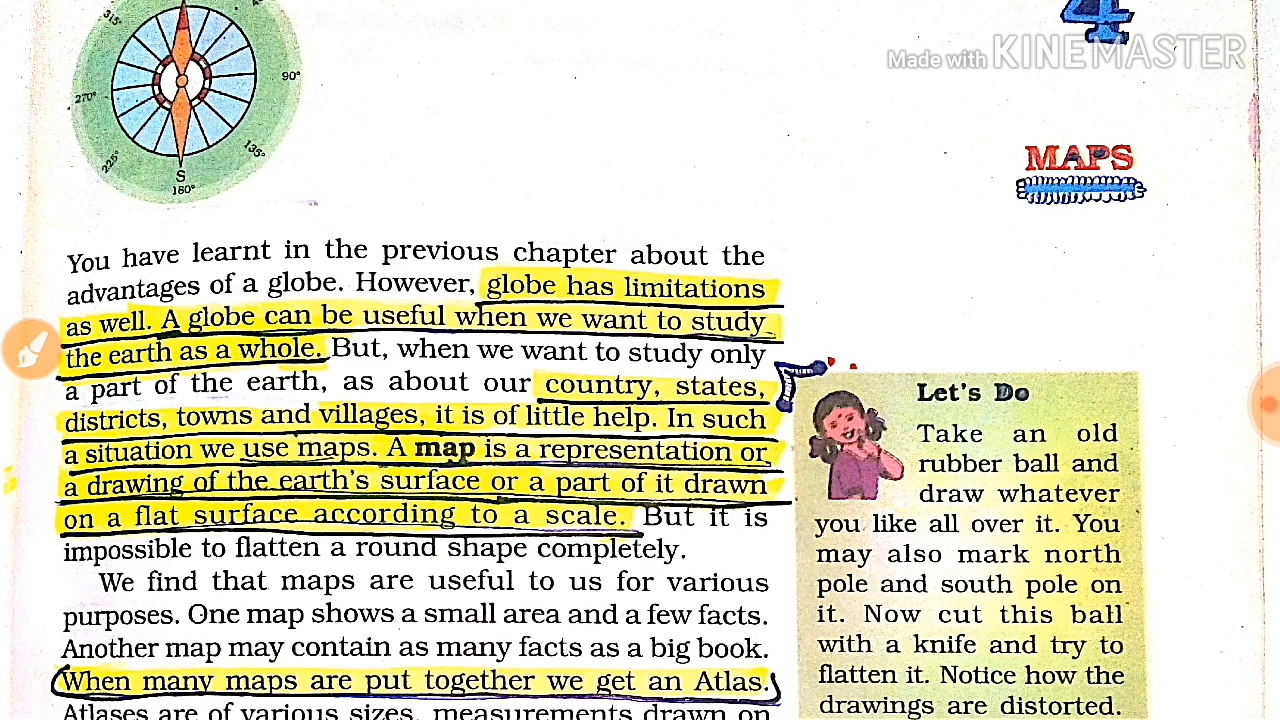 315°
4
Made with KINEMASTER
90°
270°
225°
135°
S
180°
MAPS
You have learnt in the previous chapter about the
advantages of a globe. However, globe has limitations
as well. A globe can be useful when we want to study
the earth as a whole. But, when we want to study only
a part of the earth, as about our country, states,
districts, towns and villages, it is of little help. In such
a situation we use maps. A map is a representation or
a drawing of the earth's surface or a part of it drawn
on a flat surface according to a scale. But it is
impossible to flatten a round shape completely.
We find that maps are useful to us for various
purposes. One map shows a small area and a few facts.
Another map may contain as many facts as a big book.
When many maps are put together we get an Atlas.
Atlases are of various sizes, measurements drawn on
Let's Do
Take an old
rubber ball and
draw whatever
you like all over it. You
may also mark north
pole and south pole on
it. Now cut this ball
with a knife and try to
flatten it. Notice how the
drawings are distorted.